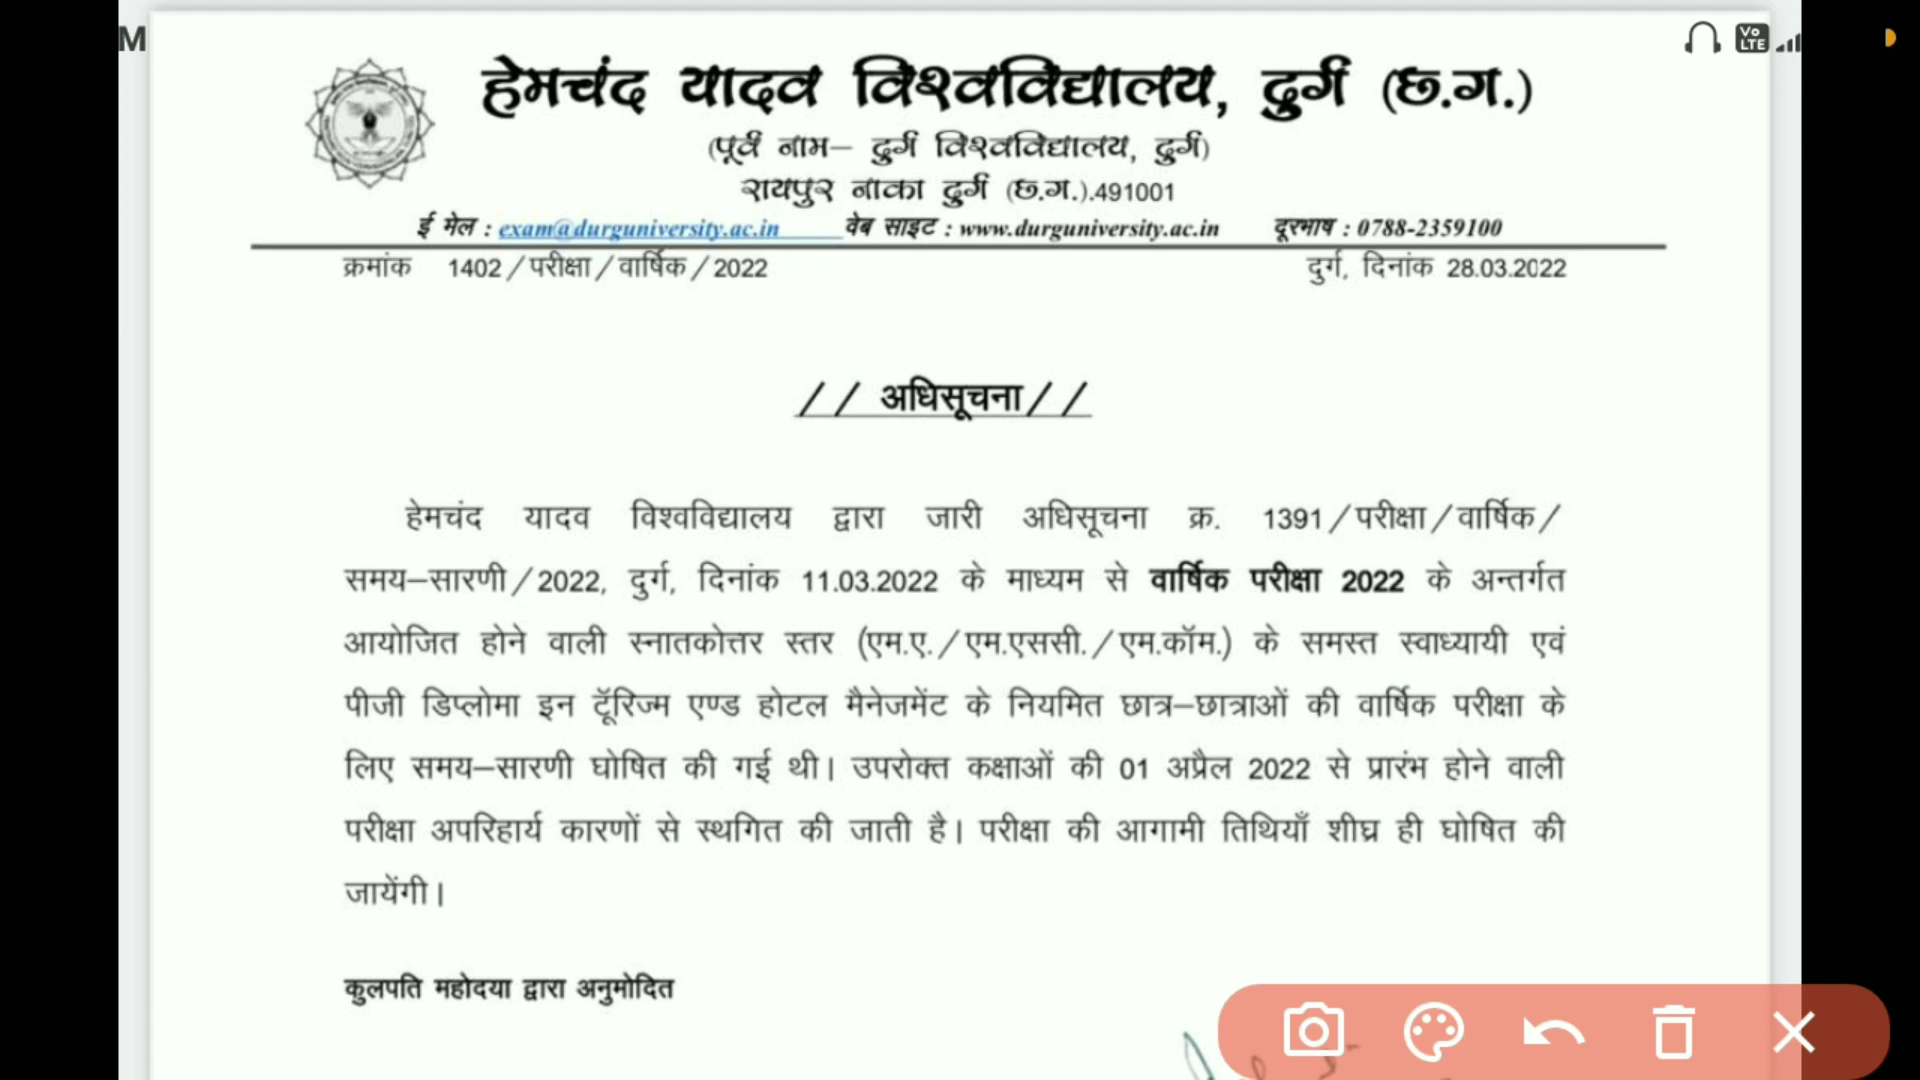 M
हेमचंद यादव विश्वविद्यालय, दुर्ग (छ.ग.)
(पूर्व नाम– दुर्ग विश्वविद्यालय, दुर्ग)
रायपुर नाका दुर्ग (छ.ग.).491001
ई मेल : exam@durguniversity.ac.in वेब साइट : www.durguniversity.ac.in दूरभाष : 0788-2359100
क्रमांक 1402/परीक्षा/वार्षिक/2022 दुर्ग, दिनांक 28.03.2022
// अधिसूचना//
हेमचंद यादव विश्वविद्यालय द्वारा जारी अधिसूचना क्र. 1391/परीक्षा/वार्षिक/
समय–सारणी/2022, दुर्ग, दिनांक 11.03.2022 के माध्यम से वार्षिक परीक्षा 2022 के अन्तर्गत
आयोजित होने वाली स्नातकोत्तर स्तर (एम.ए./एम.एससी./एम.कॉम.) के समस्त स्वाध्यायी एवं
पीजी डिप्लोमा इन टॅूरिज्म एण्ड होटल मैनेजमेंट के नियमित छात्र–छात्राओं की वार्षिक परीक्षा के
लिए समय–सारणी घोषित की गई थी। उपरोक्त कक्षाओं की 01 अप्रैल 2022 से प्रारंभ होने वाली
परीक्षा अपरिहार्य कारणों से स्थगित की जाती है। परीक्षा की आगामी तिथियाँ शीघ्र ही घोषित की
जायेंगी।
कुलपति महोदया द्वारा अनुमोदित